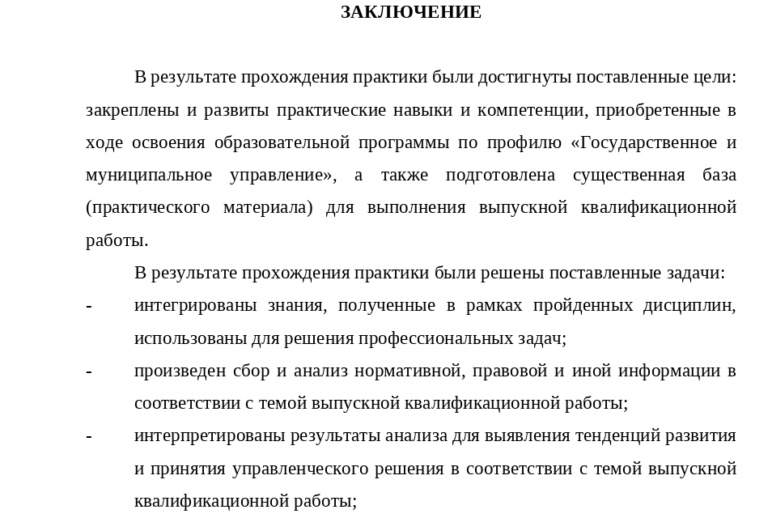 ЗАКЛЮЧЕНИЕ
В результате прохождения практики были достигнуты поставленные цели:
закреплены и развиты практические навыки и компетенции, приобретенные в
ходе освоения образовательной программы по профилю «Государственное и
муниципальное управление», а также подготовлена существенная база
(практического материала) для выполнения выпускной квалификационной
работы.
В результате прохождения практики были решены поставленные задачи:
- интегрированы знания, полученные в рамках пройденных дисциплин,
использованы для решения профессиональных задач;
- произведен сбор и анализ нормативной, правовой и иной информации в
соответствии с темой выпускной квалификационной работы;
- интерпретированы результаты анализа для выявления тенденций развития
и принятия управленческого решения в соответствии с темой выпускной
квалификационной работы;